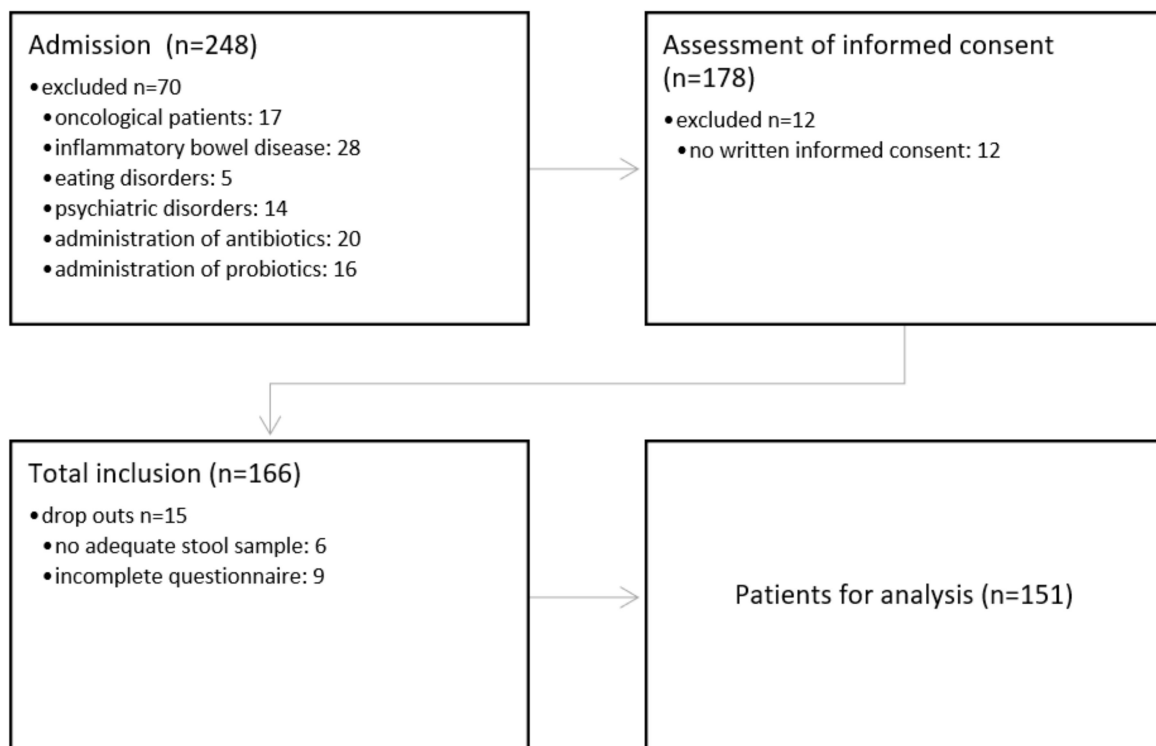 Admission  (n=248)
•excluded n=70
•oncological patients: 17
•inflammatory bowel disease: 28
•eating disorders: 5
•psychiatric disorders: 14
•administration of antibiotics: 20
•administration of probiotics: 16
Assessment of informed consent
(n=178)
•excluded n=12
•no written informed consent: 12
Total inclusion (n=166)
•drop outs n=15
•no adequate stool sample: 6
•incomplete questionnaire: 9
Patients for analysis (n=151)